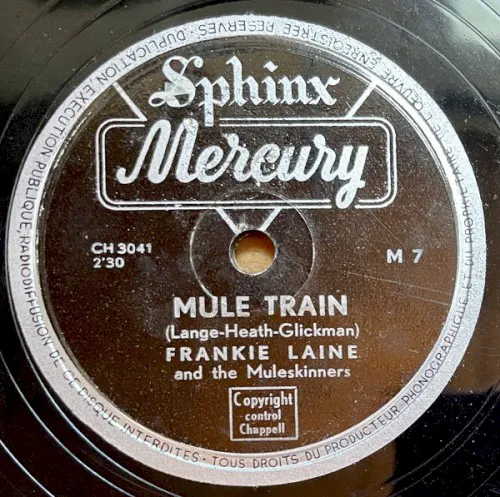 Sphinx
Mercury
CH 3041
2'30
M 7
MULE TRAIN
(Lange-Heath-Glickman)
FRANKIE LAINE
and the Muleskinners
Copyright
control
Chappell
TOUS DROITS DU PRODUCTEUR PHONOGRAPHIQUE ET DU PROPRIÉTAIRE DE L'ŒUVRE ENREGISTRÉE RÉSERVÉS · DUPLICATION, EXÉCUTION PUBLIQUE, RADIODIFFUSION DE CE DISQUE INTERDITES ·